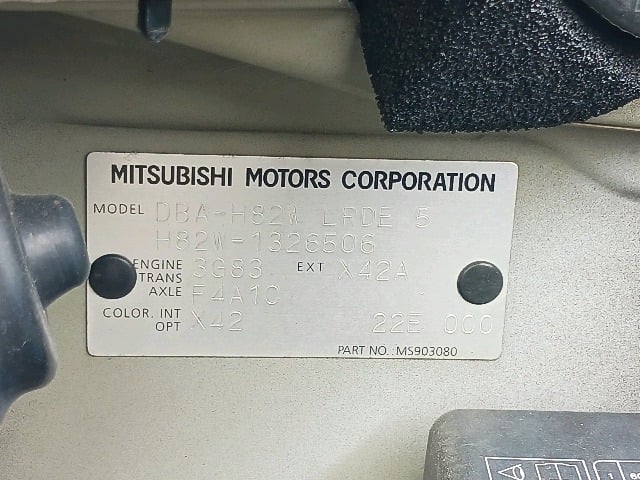 MITSUBISHI MOTORS CORPORATION
MODEL DBA-H82W LRDE 5
H82W-1326506
ENGINE 3G83 EXT X42A
TRANS
AXLE F4A1C
COLOR. INT X42 22E 000
OPT
PART NO.: MS903080